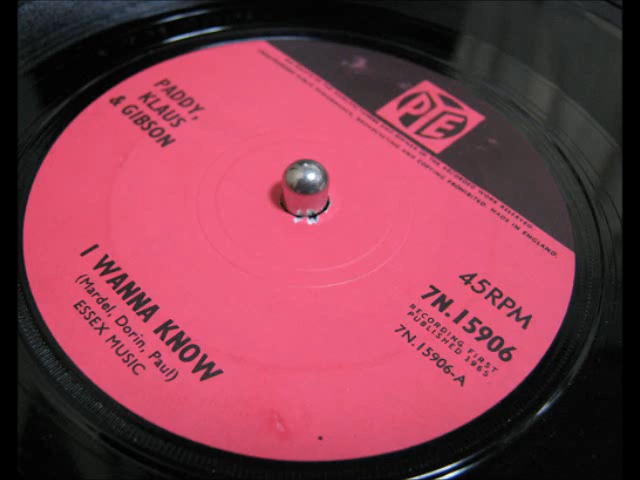 PYE
MADE IN ENGLAND.
PADDY,
KLAUS
& GIBSON
45RPM
7N.15906
RECORDING FIRST
PUBLISHED 1965
7N.15906-A
I WANNA KNOW
(Mardel, Dorin, Paul)
ESSEX MUSIC